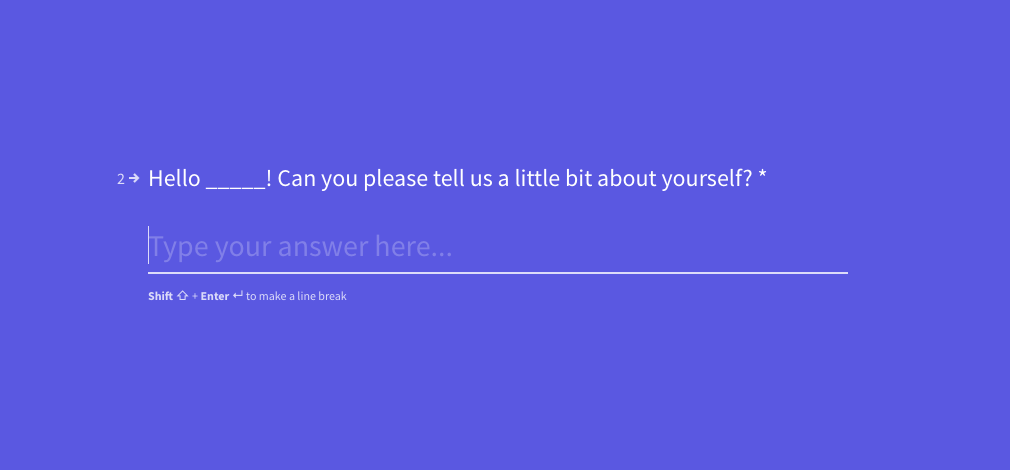 2 → Hello _____! Can you please tell us a little bit about yourself? *
Type your answer here...
Shift ⇧ + Enter ↵ to make a line break